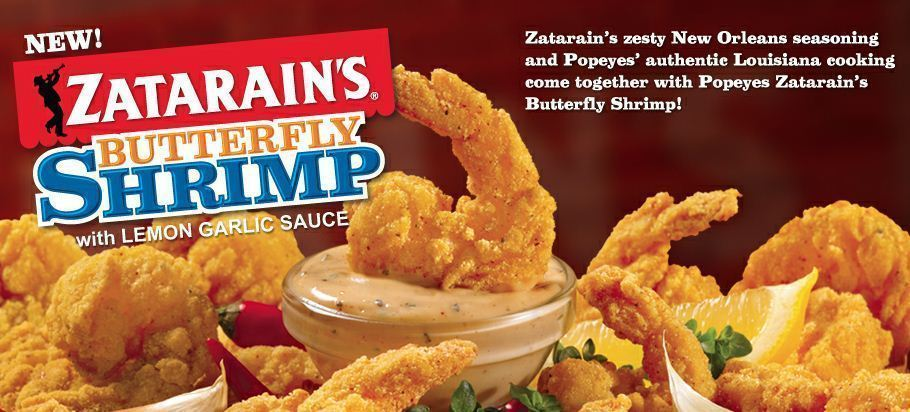 NEW!
ZATARAIN'S®
BUTTERFLY
SHRIMP
with LEMON GARLIC SAUCE
Zatarain's zesty New Orleans seasoning
and Popeyes' authentic Louisiana cooking
come together with Popeyes Zatarain's
Butterfly Shrimp!